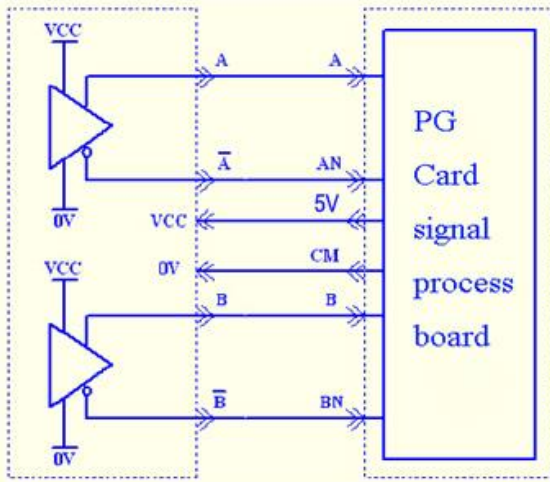 VCC
A A
A̅ AN
0V
VCC 5V
0V CM
VCC
B B
B̅ BN
0V
PG
Card
signal
process
board